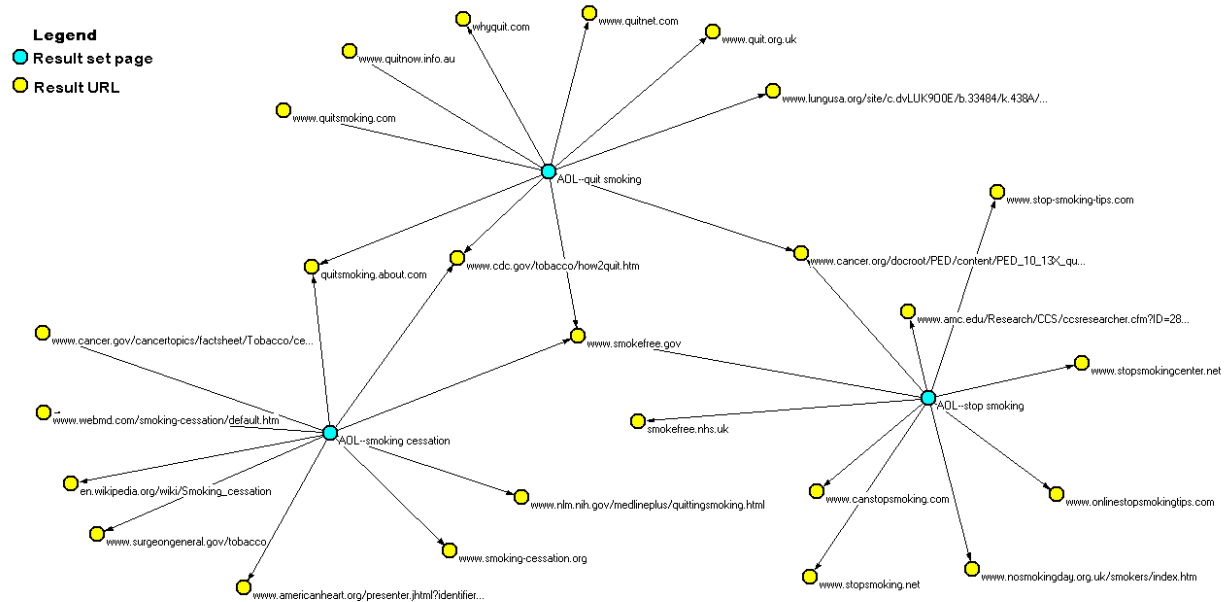 Legend
Result set page
Result URL
whyquit.com
www.quitnet.com
www.quit.org.uk
www.quitnow.info.au
www.lungusa.org/site/c.dvLUK9O0E/b.33484/k.438A/...
www.quitsmoking.com
AOL--quit smoking
www.stop-smoking-tips.com
quitsmoking.about.com
www.cdc.gov/tobacco/how2quit.htm
www.cancer.org/docroot/PED/content/PED_10_13X_qu...
www.amc.edu/Research/CCS/ccsresearcher.cfm?ID=28...
www.cancer.gov/cancertopics/factsheet/Tobacco/ce...
www.smokefree.gov
www.stopsmokingcenter.net
www.webmd.com/smoking-cessation/default.htm
AOL--stop smoking
smokefree.nhs.uk
AOL--smoking cessation
en.wikipedia.org/wiki/Smoking_cessation
www.nlm.nih.gov/medlineplus/quittingsmoking.html
www.canstopsmoking.com
www.onlinestopsmokingtips.com
www.surgeongeneral.gov/tobacco
www.smoking-cessation.org
www.stopsmoking.net
www.nosmokingday.org.uk/smokers/index.htm
www.americanheart.org/presenter.jhtml?identifier...